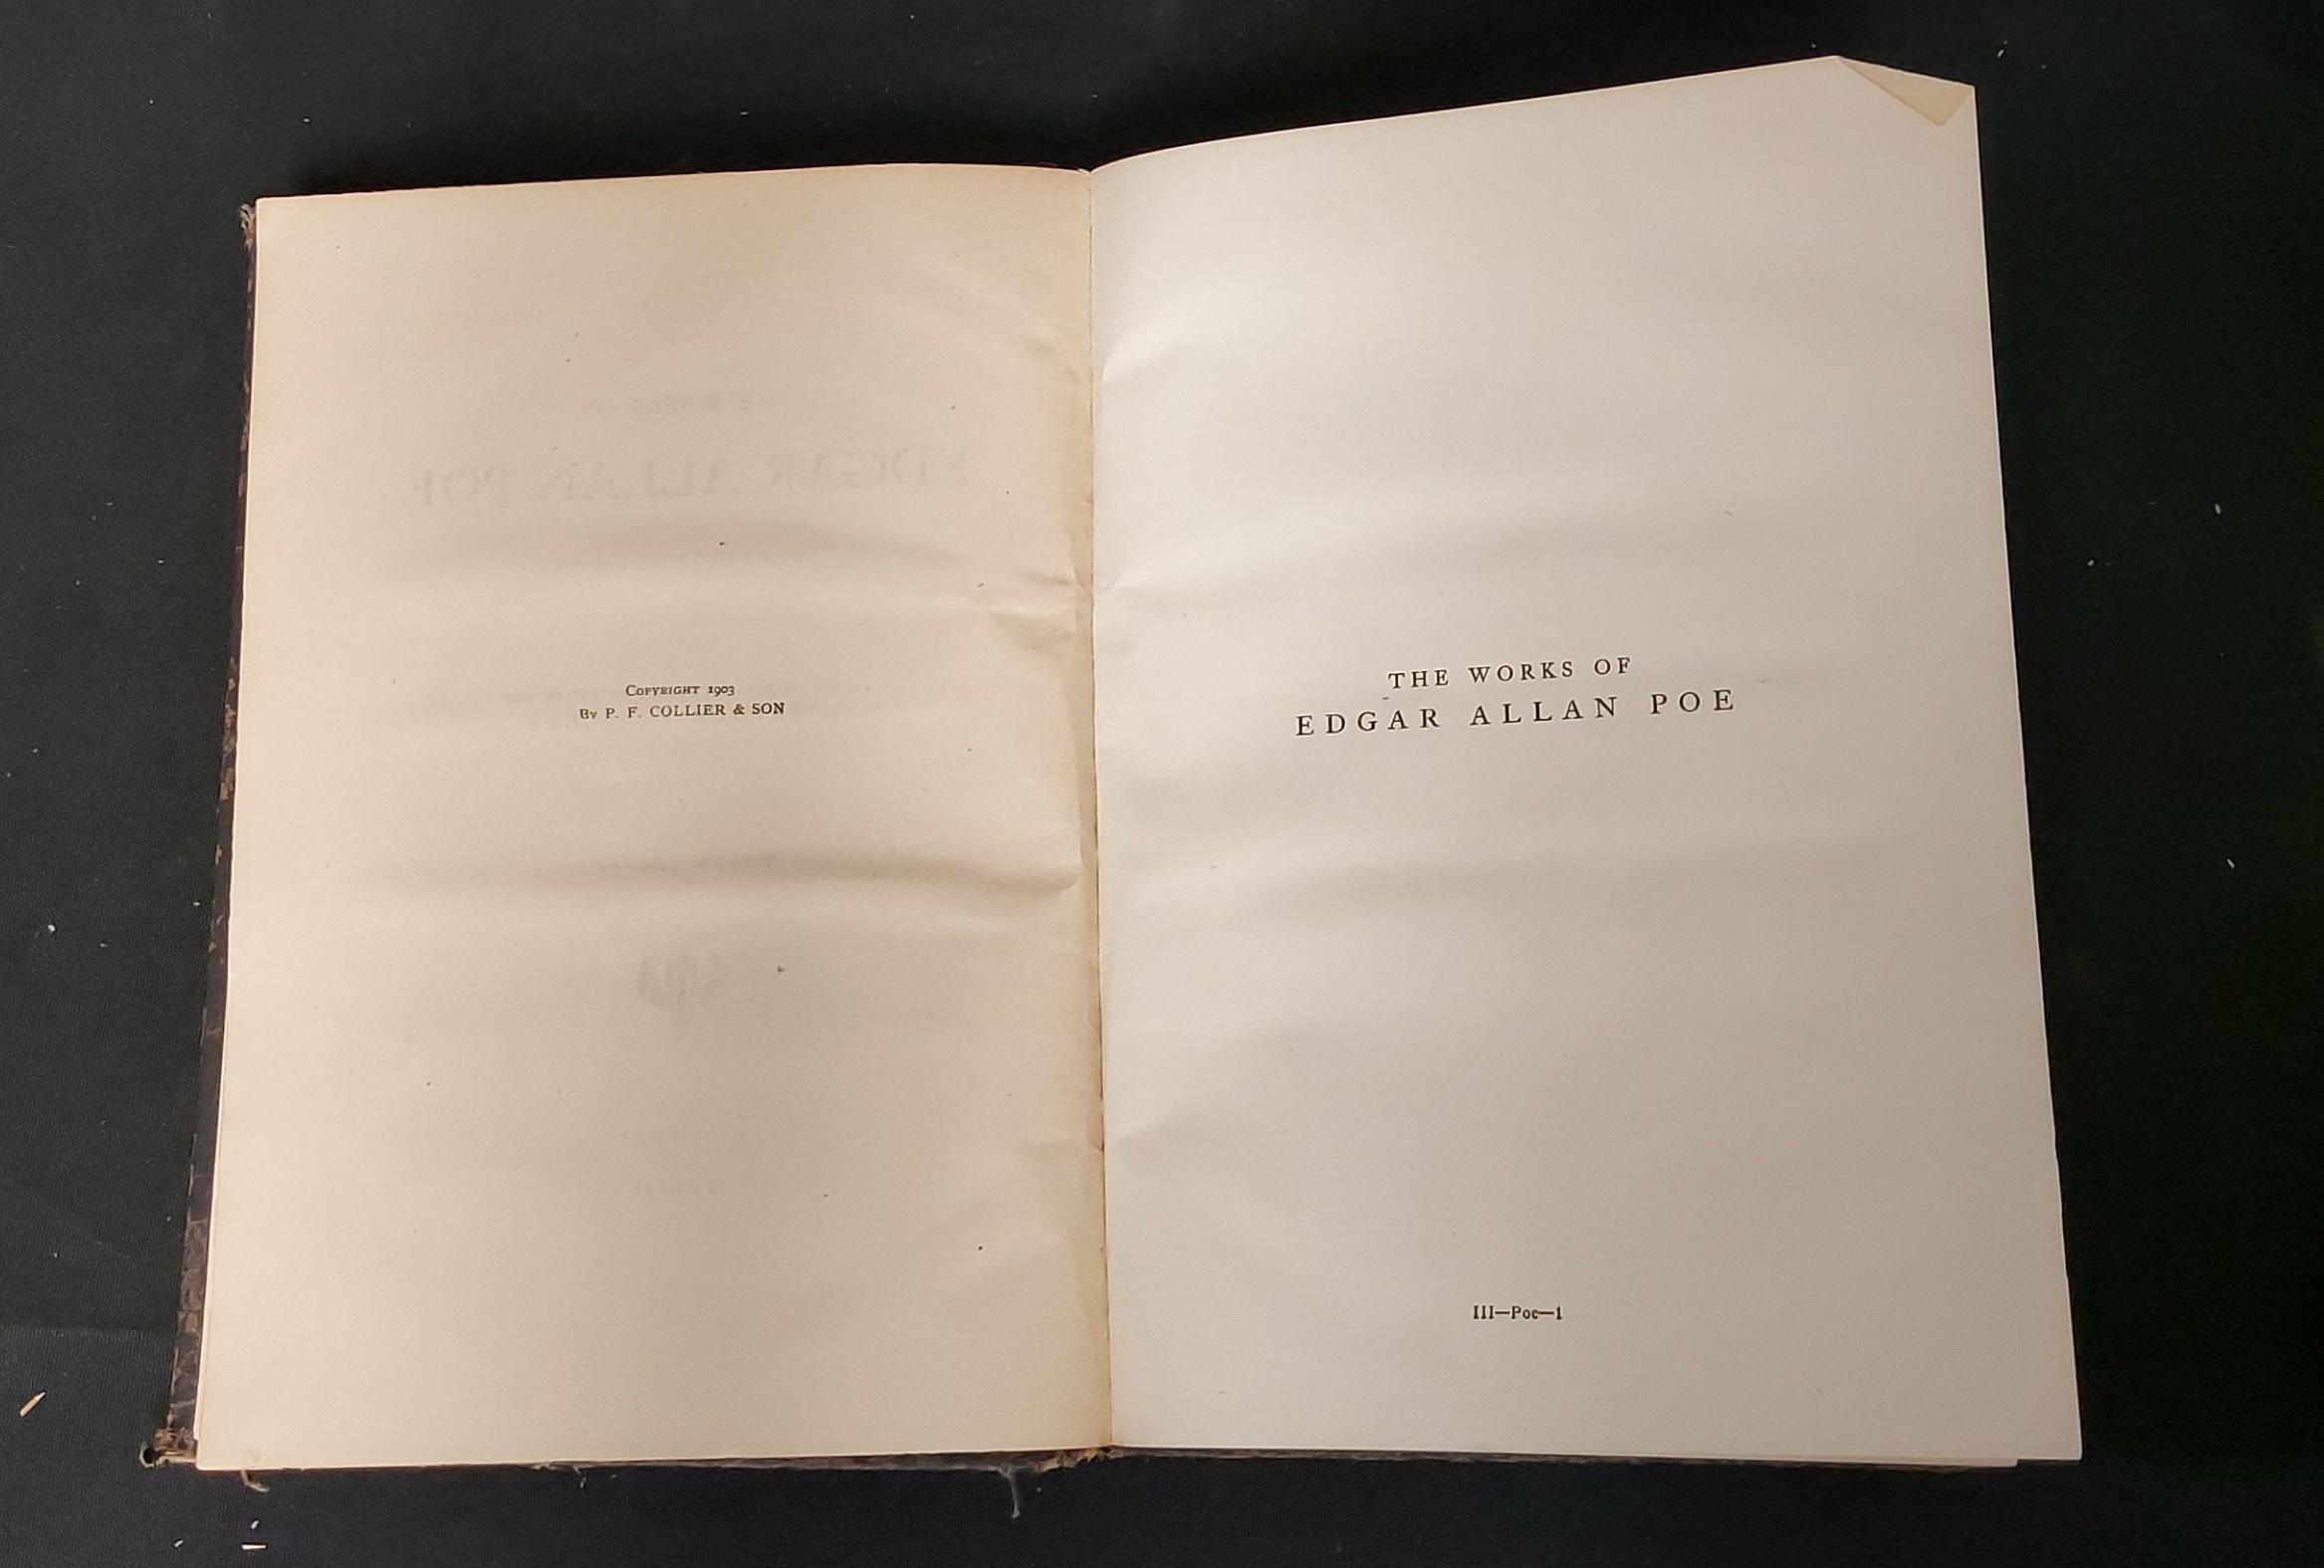 COPYRIGHT 1903
BY P. F. COLLIER & SON
THE WORKS OF
EDGAR ALLAN POE
III—Poe—1